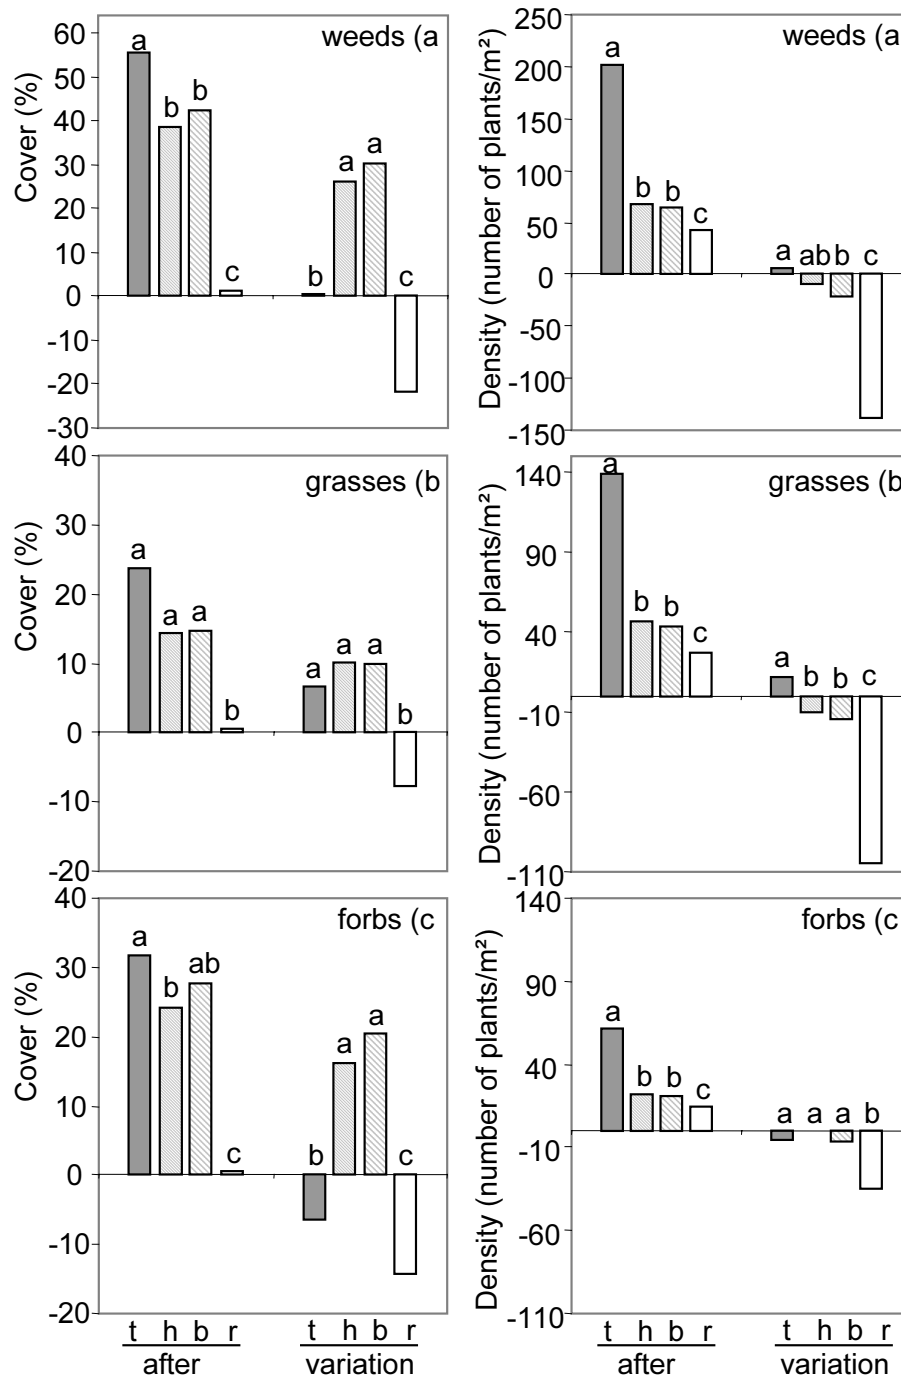 weeds (a
Cover (%)
60
50
40
30
20
10
0
-10
-20
-30
a
b
b
c
b
a
a
c
weeds (a
Density (number of plants/m²)
250
200
150
100
50
0
-50
-100
-150
a
b
b
c
a
ab
b
c
grasses (b
Cover (%)
40
30
20
10
0
-10
-20
a
a
a
b
a
a
a
b
grasses (b
Density (number of plants/m²)
140
90
40
-10
-60
-110
a
b
b
c
a
b
b
c
forbs (c
Cover (%)
40
30
20
10
0
-10
-20
a
b
ab
c
b
a
a
c
t h b r t h b r
after variation
forbs (c
Density (number of plants/m²)
140
90
40
-10
-60
-110
a
b
b
c
a
a
a
b
t h b r t h b r
after variation